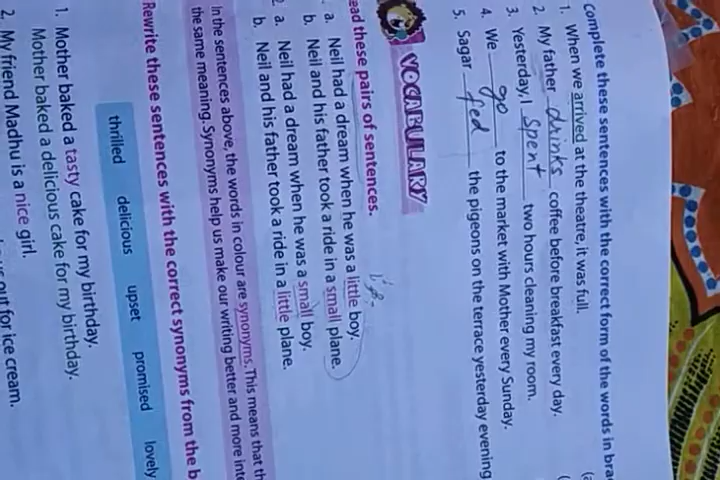 Complete these sentences with the correct form of the words in
1. When we arrived at the theatre, it was full.
2. My father drinks coffee before breakfast every day.
3. Yesterday, I spent two hours cleaning my room.
4. We go to the market with Mother every Sunday.
5. Sagar fed the pigeons on the terrace yesterday evening
VOCABULARY
these pairs of sentences.
a. Neil had a dream when he was a little boy.
b. Neil and his father took a ride in a small plane.
2. a. Neil had a dream when he was a small boy.
b. Neil and his father took a ride in a little plane.
In the sentences above, the words in colour are synonyms. This means that
the same meaning. Synonyms help us make our writing better and more
Rewrite these sentences with the correct synonyms from the
thrilled delicious upset promised lovely
1. Mother baked a tasty cake for my birthday.
Mother baked a delicious cake for my birthday.
2. My friend Madhu is a nice girl.
out for ice cream.